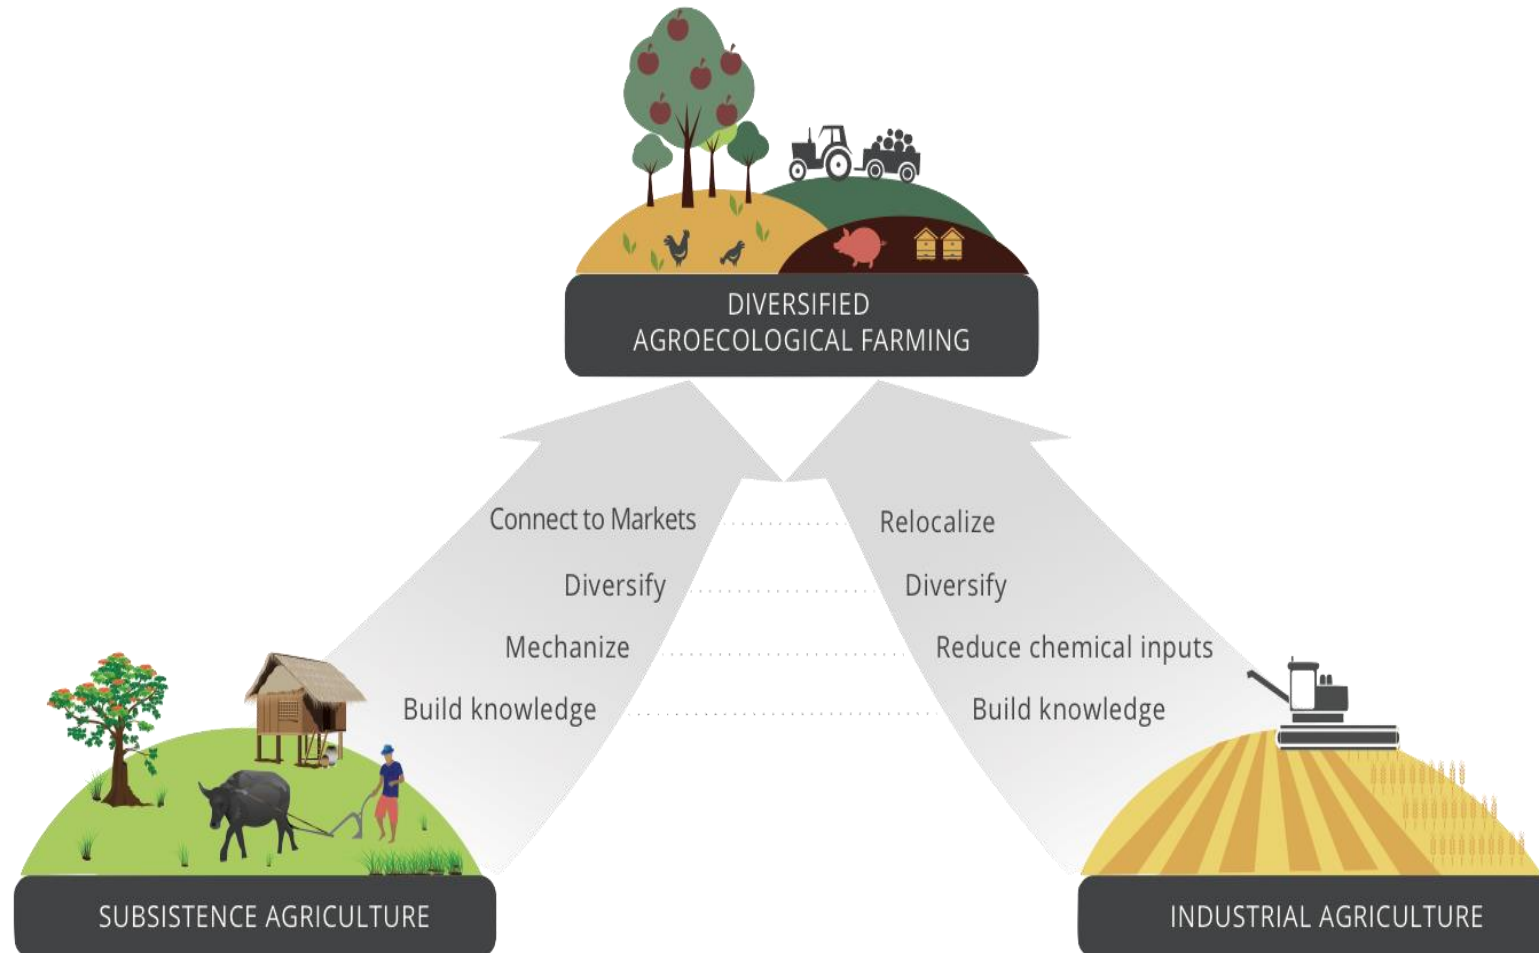 DIVERSIFIED
AGROECOLOGICAL FARMING
Connect to Markets
Relocalize
Diversify
Diversify
Mechanize
Reduce chemical inputs
Build knowledge
Build knowledge
SUBSISTENCE AGRICULTURE
INDUSTRIAL AGRICULTURE